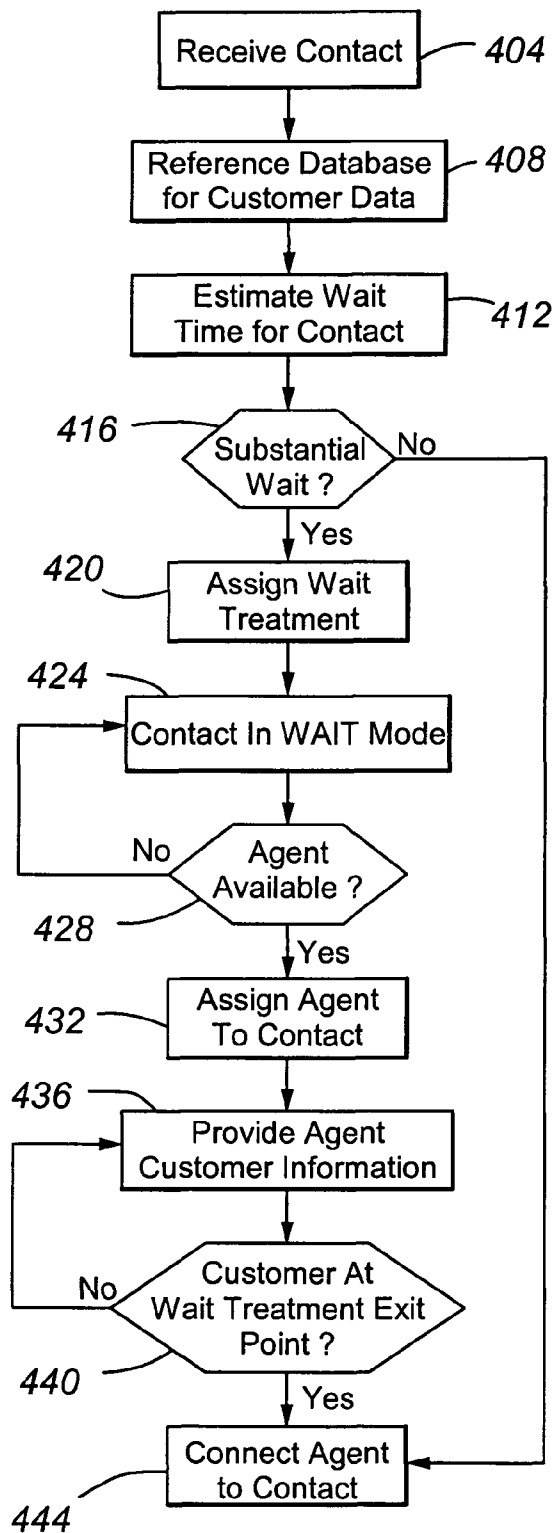 Receive Contact
404
Reference Database
for Customer Data
408
Estimate Wait
Time for Contact
412
416
Substantial
Wait ?
No
Yes
420
Assign Wait
Treatment
424
Contact In WAIT Mode
No
Agent
Available ?
428
Yes
432
Assign Agent
To Contact
436
Provide Agent
Customer Information
No
Customer At
Wait Treatment Exit
Point ?
440
Yes
Connect Agent
to Contact
444